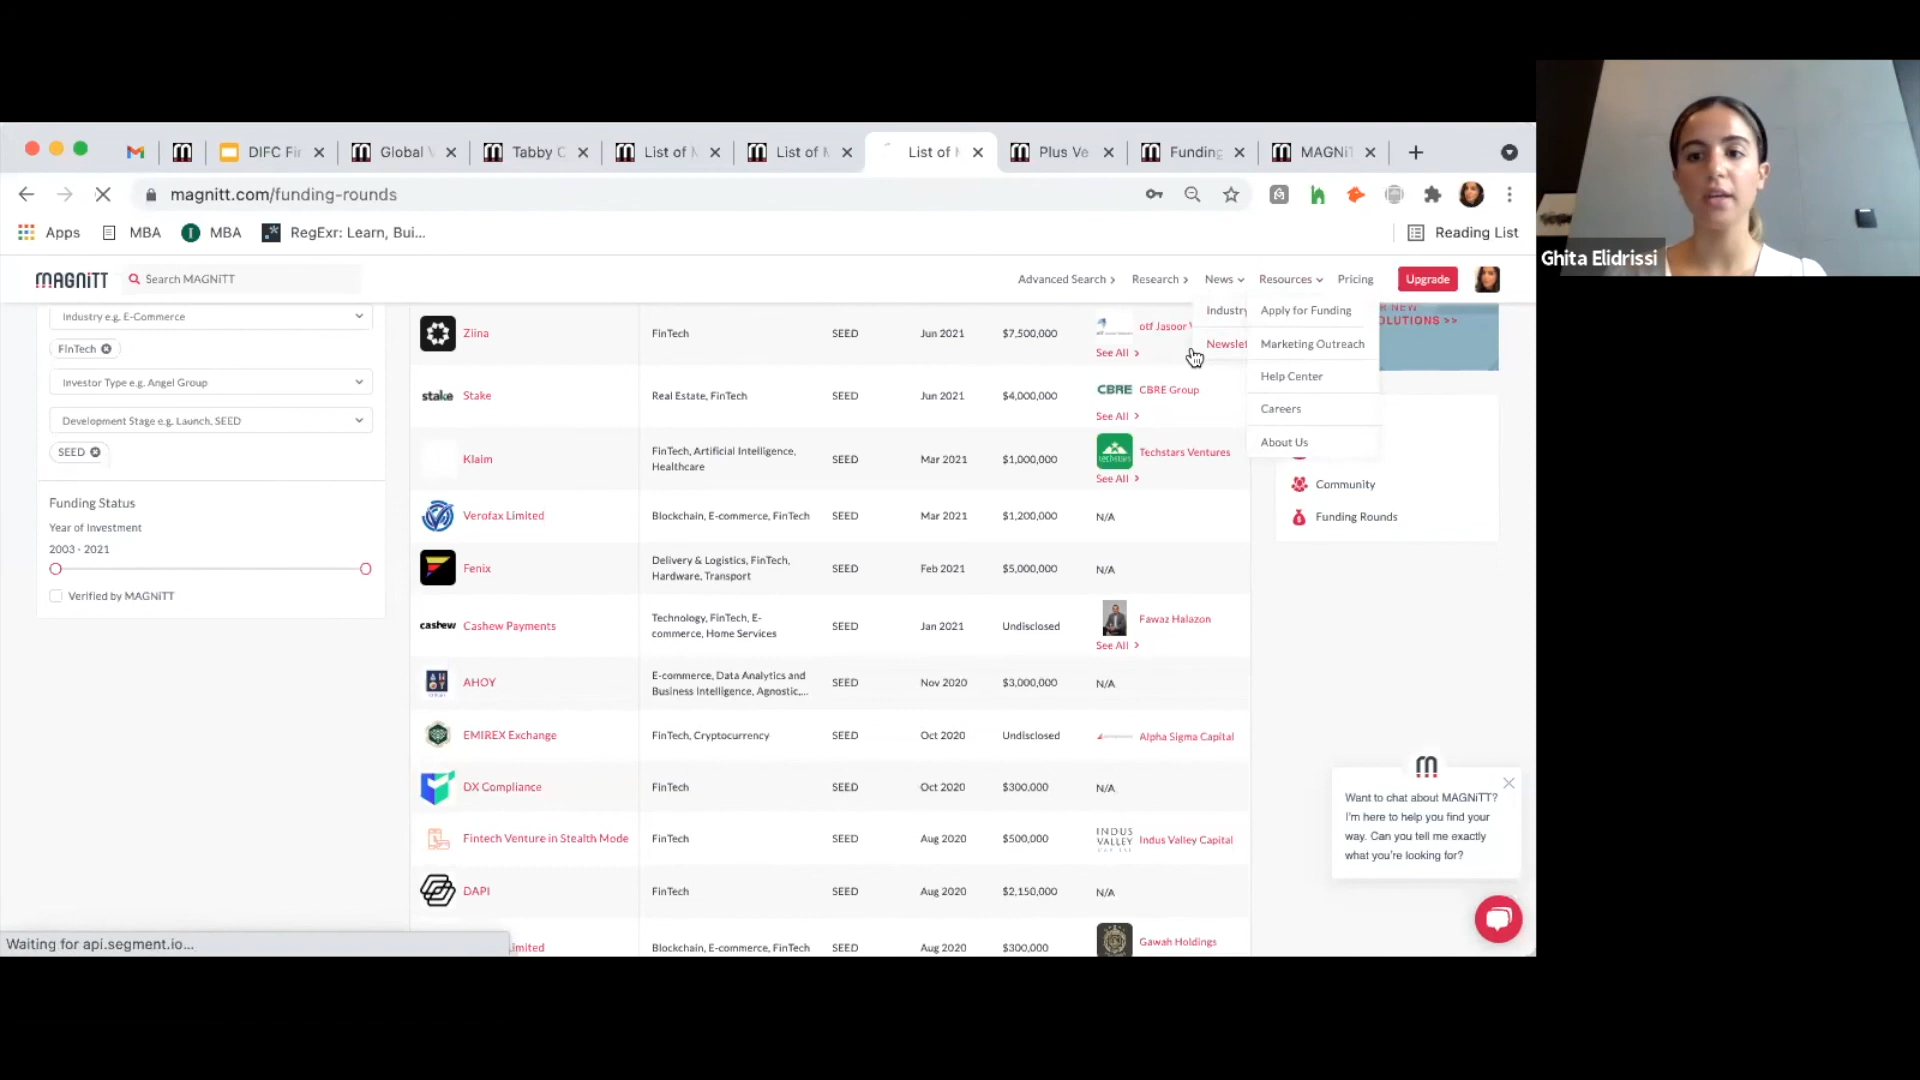 DIFC Fin
Global V
Tabby C
List of M
List of M
List of M
Plus Ve
Funding
MAGNiT
magnitt.com/funding-rounds
Apps
MBA
MBA
RegExr: Learn, Bui...
Reading List
Ghita Elidrissi
MAGNiTT
Search MAGNiTT
Advanced Search
Research
News
Resources
Pricing
Upgrade
Industry e.g. E-Commerce
FinTech
Investor Type e.g. Angel Group
Development Stage e.g. Launch, SEED
SEED
Funding Status
Year of Investment
2003 - 2021
Verified by MAGNiTT
Ziina
FinTech
SEED
Jun 2021
$7,500,000
otf Jasoor V
See All
stake
Stake
Real Estate, FinTech
SEED
Jun 2021
$4,000,000
CBRE
CBRE Group
See All
Klaim
FinTech, Artificial Intelligence,
Healthcare
SEED
Mar 2021
$1,000,000
techstars
Techstars Ventures
See All
Verofax Limited
Blockchain, E-commerce, FinTech
SEED
Mar 2021
$1,200,000
N/A
Fenix
Delivery & Logistics, FinTech,
Hardware, Transport
SEED
Feb 2021
$5,000,000
N/A
cashew
Cashew Payments
Technology, FinTech, E-
commerce, Home Services
SEED
Jan 2021
Undisclosed
Fawaz Halazon
See All
AHOY
E-commerce, Data Analytics and
Business Intelligence, Agnostic,...
SEED
Nov 2020
$3,000,000
N/A
EMIREX Exchange
FinTech, Cryptocurrency
SEED
Oct 2020
Undisclosed
Alpha Sigma Capital
DX Compliance
FinTech
SEED
Oct 2020
$300,000
N/A
Fintech Venture in Stealth Mode
FinTech
SEED
Aug 2020
$500,000
INDUS
VALLEY
Indus Valley Capital
DAPI
FinTech
SEED
Aug 2020
$2,150,000
N/A
Limited
Blockchain, E-commerce, FinTech
SEED
Aug 2020
$300,000
Gawah Holdings
Industry
Newslet
Apply for Funding
Marketing Outreach
Help Center
Careers
About Us
R NEW
OLUTIONS >>
Community
Funding Rounds
Want to chat about MAGNiTT?
I'm here to help you find your
way. Can you tell me exactly
what you're looking for?
Waiting for api.segment.io...